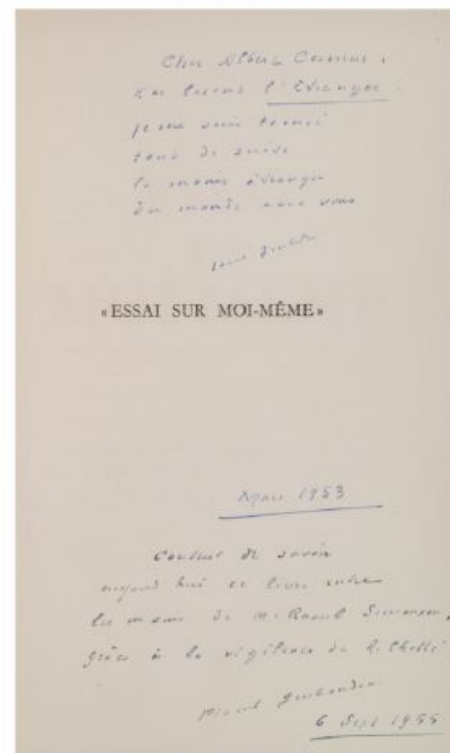 Cher Albert Camus,
en lisant l'Etranger
je me suis trouvé
tout de suite
le moins étranger
du monde avec vous
«ESSAI SUR MOI-MÊME»
Mars 1953
Content de savoir
aujourd'hui ce livre entre
les mains de M. Raoul Simonson,
grâce à la vigilance de
Marcel Jouhandeau
6 Sept 1955